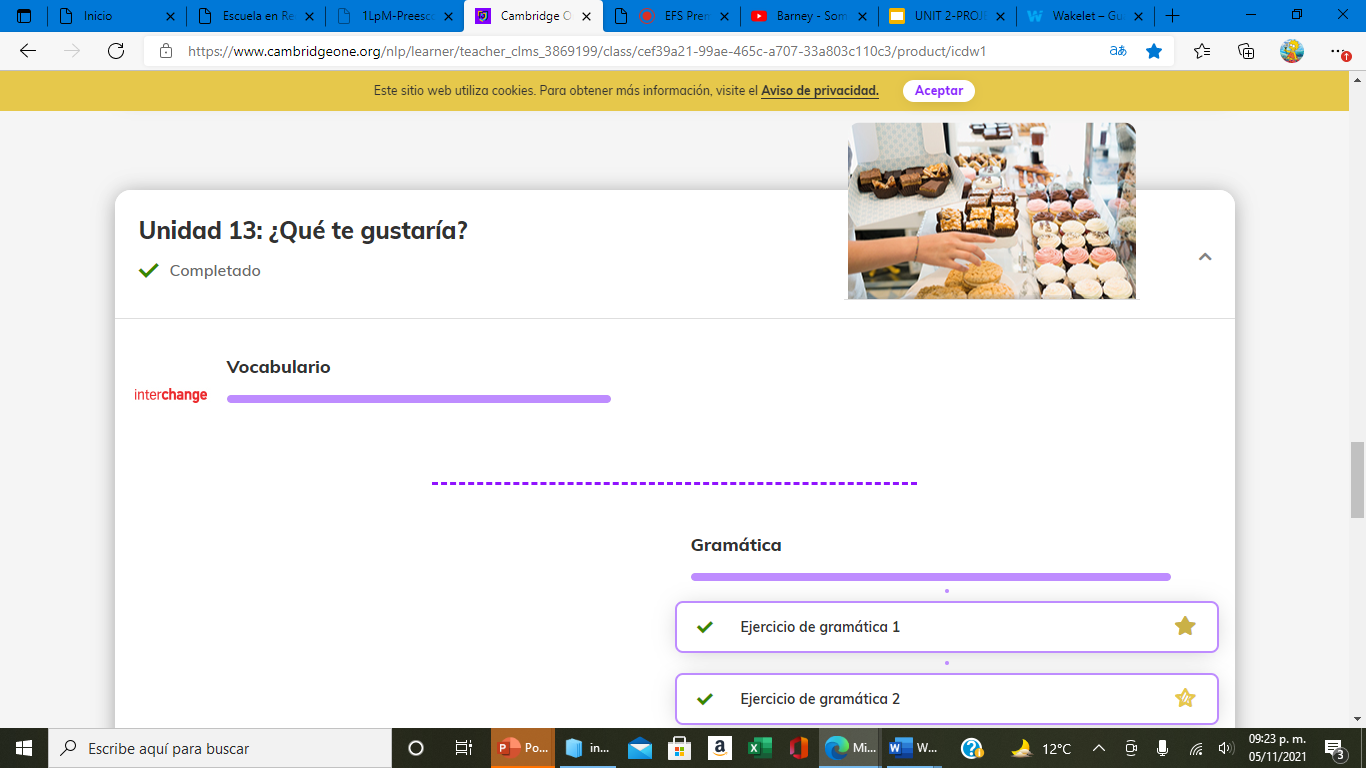 Inicio
Escuela en Re
1LpM-Preesc
Cambridge O
EFS Prem
Barney - Som
UNIT 2-PROJE
Wakelet – Gu
https://www.cambridgeone.org/nlp/learner/teacher_clms_3869199/class/cef39a21-99ae-465c-a707-33a803c110c3/product/icdw1
Este sitio web utiliza cookies. Para obtener más información, visite el Aviso de privacidad. Aceptar
Unidad 13: ¿Qué te gustaría?
Completado
Vocabulario
interchange
Gramática
Ejercicio de gramática 1
Ejercicio de gramática 2
Escribe aquí para buscar
Po...
in...
Mi...
W...
12°C
09:23 p. m.
05/11/2021
3